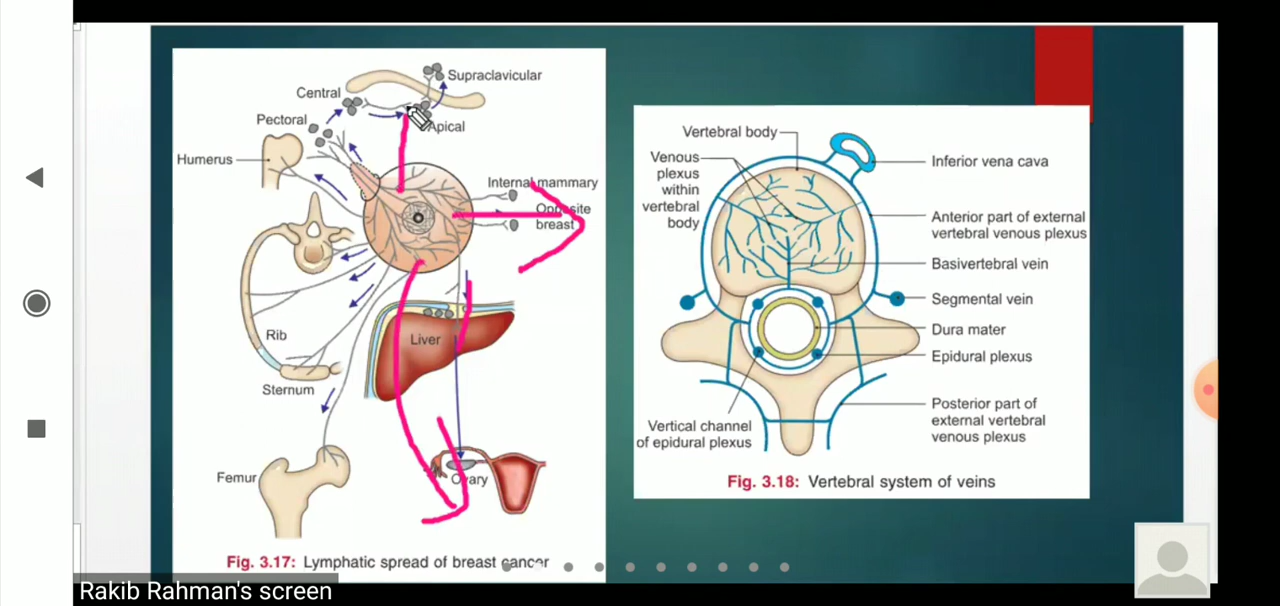 Supraclavicular
Central
Apical
Pectoral
Humerus
Internal mammary
Opposite
breast
Rib
Liver
Sternum
Femur
Ovary
Fig. 3.17: Lymphatic spread of breast cancer
Vertebral body
Venous
plexus
within
vertebral
body
Inferior vena cava
Anterior part of external
vertebral venous plexus
Basivertebral vein
Segmental vein
Dura mater
Epidural plexus
Vertical channel
of epidural plexus
Posterior part of
external vertebral
venous plexus
Fig. 3.18: Vertebral system of veins
Rakib Rahman's screen